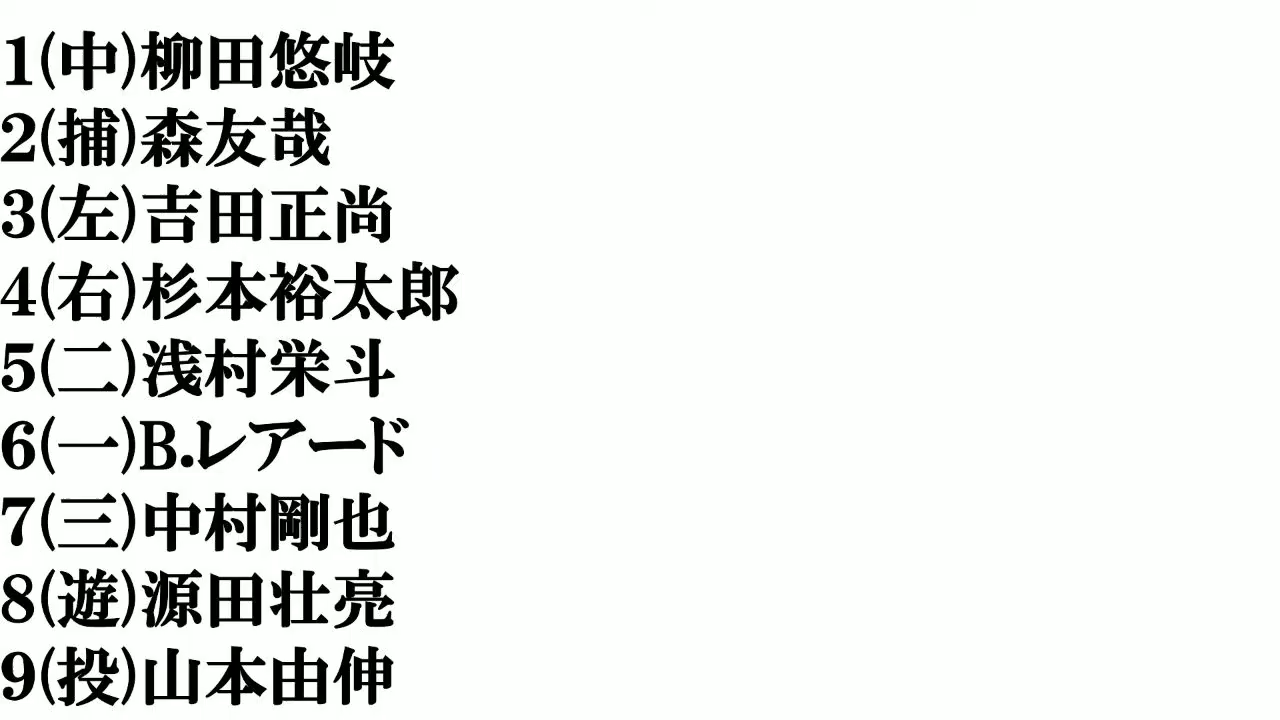 1(中)柳田悠岐
2(捕)森友哉
3(左)吉田正尚
4(右)杉本裕太郎
5(二)浅村栄斗
6(一)B.レアード
7(三)中村剛也
8(遊)源田壮亮
9(投)山本由伸